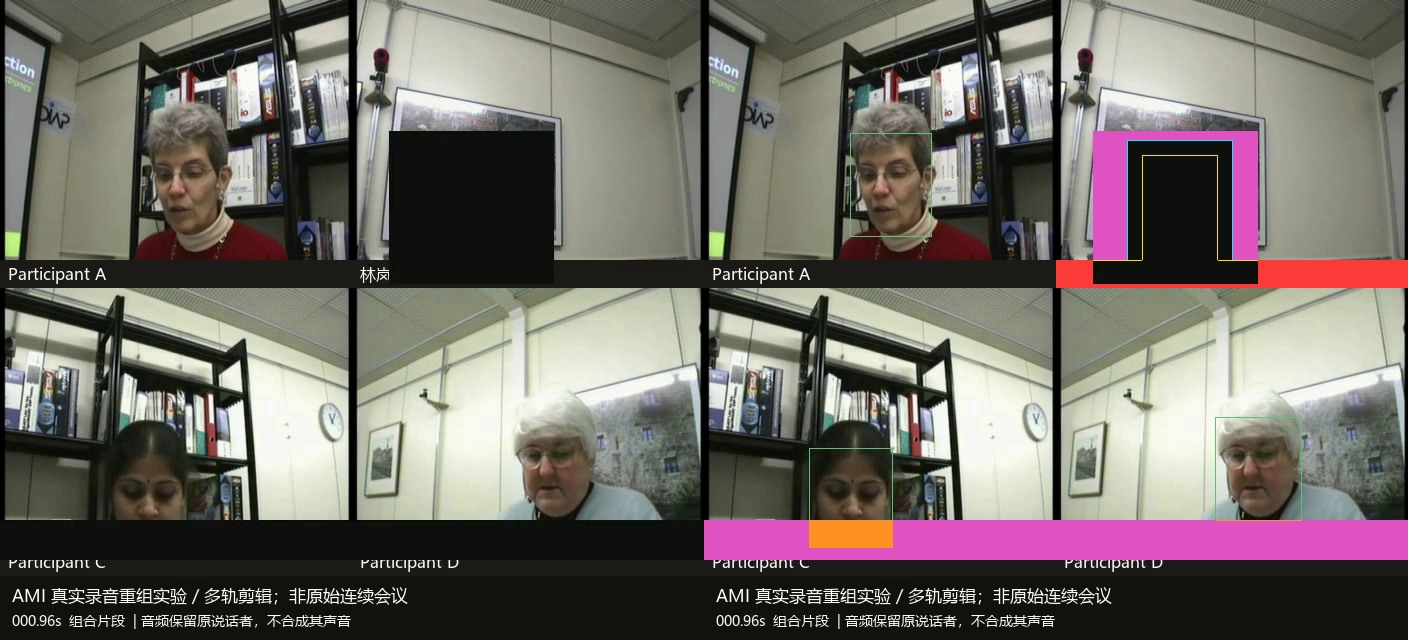 ction
IDIAP
Participant A
林岚
ction
IDIAP
Participant A
Participant C
Participant D
Participant C
Participant D
AMI 真实录音重组实验 / 多轨剪辑；非原始连续会议
000.96s 组合片段 | 音频保留原说话者，不合成其声音
AMI 真实录音重组实验 / 多轨剪辑；非原始连续会议
000.96s 组合片段 | 音频保留原说话者，不合成其声音